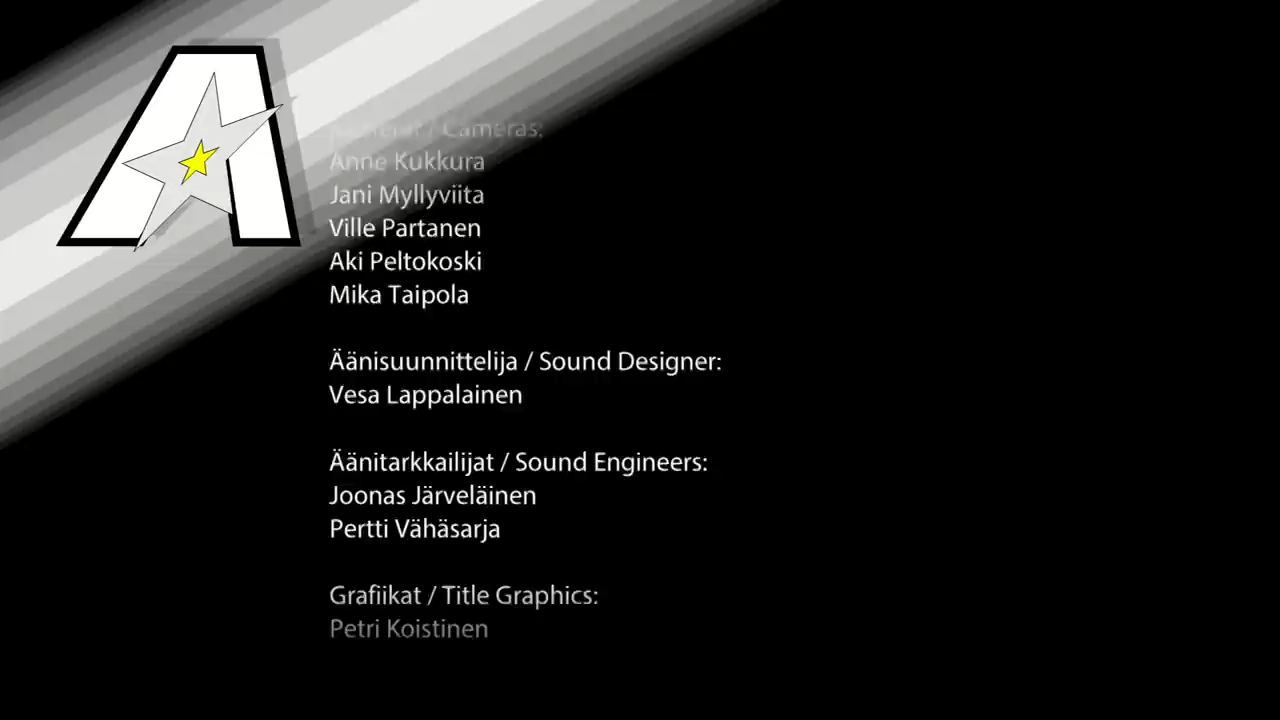 A
/ Cameras:
Anne Kukkura
Jani Myllyviita
Ville Partanen
Aki Peltokoski
Mika Taipola
Äänisuunnittelija / Sound Designer:
Vesa Lappalainen
Äänitarkkailijat / Sound Engineers:
Joonas Järveläinen
Pertti Vähäsarja
Grafiikat / Title Graphics:
Petri Koistinen